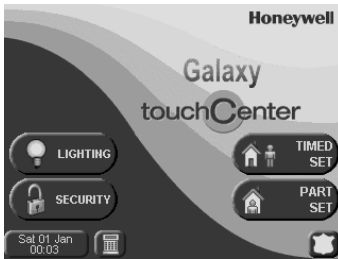 Honeywell
Galaxy
touchCenter
LIGHTING
TIMED
SET
SECURITY
PART
SET
Sat 01 Jan
00:03